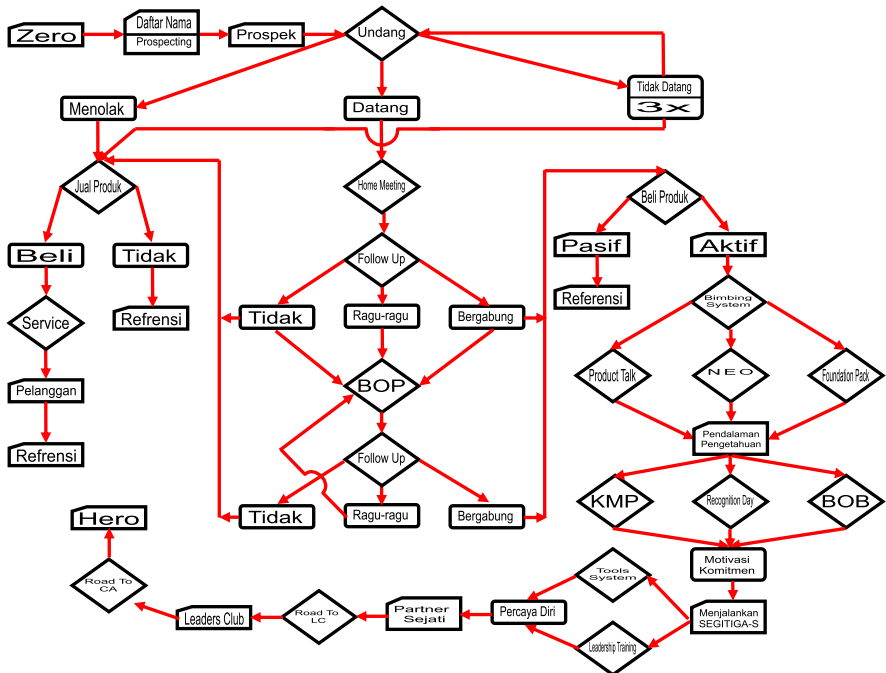 Zero
Daftar Nama
Prospecting
Prospek
Undang
Menolak
Datang
Tidak Datang
3x
Jual Produk
Home Meeting
Beli Produk
Beli
Tidak
Follow Up
Pasif
Aktif
Service
Refrensi
Tidak
Ragu-ragu
Bergabung
Referensi
Bimbing
System
Pelanggan
BOP
Product Talk
NEO
Foundation Pack
Refrensi
Follow Up
Pendalaman
Pengetahuan
Tidak
Ragu-ragu
Bergabung
KMP
Recognition Day
BOB
Hero
Motivasi
Komitmen
Road To
CA
Leaders Club
Road To
LC
Partner
Sejati
Percaya Diri
Tools
System
Leadership Training
Menjalankan
SEGITIGA-S